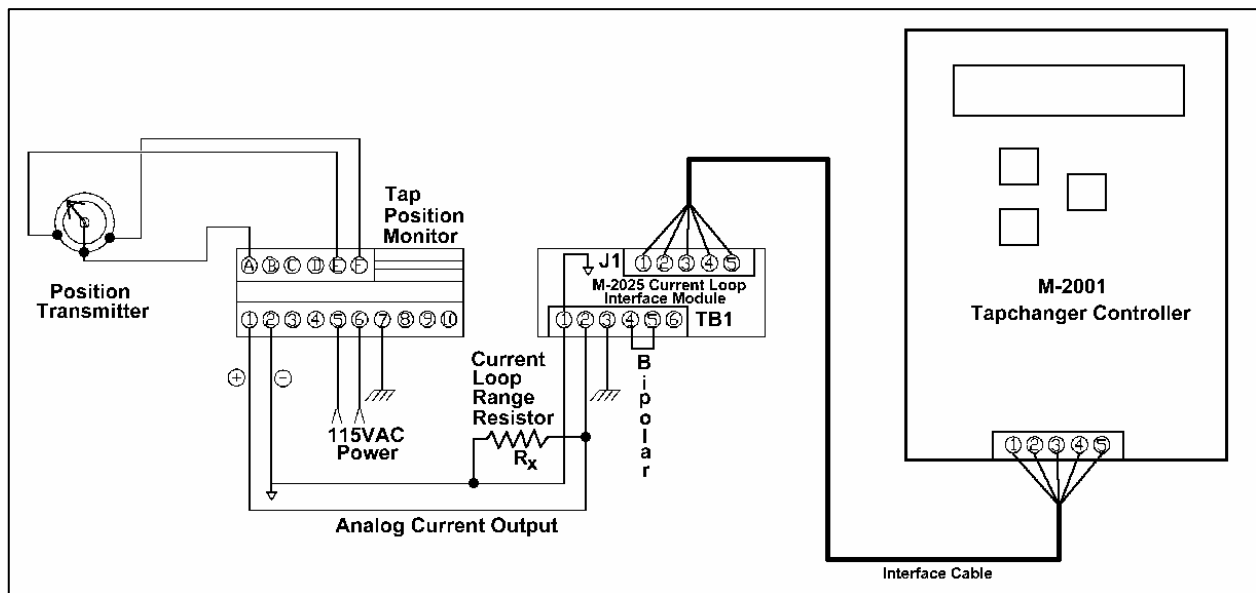 Tap
Position
Monitor
Position
Transmitter
A B C D E F
1 2 3 4 5 6 7 8 9 10
+
-
115VAC
Power
J1
1 2 3 4 5
M-2025 Current Loop
Interface Module
1 2 3 4 5 6
TB1
Current
Loop
Range
Resistor
Rx
Bipolar
Analog Current Output
M-2001
Tapchanger Controller
1 2 3 4 5
Interface Cable